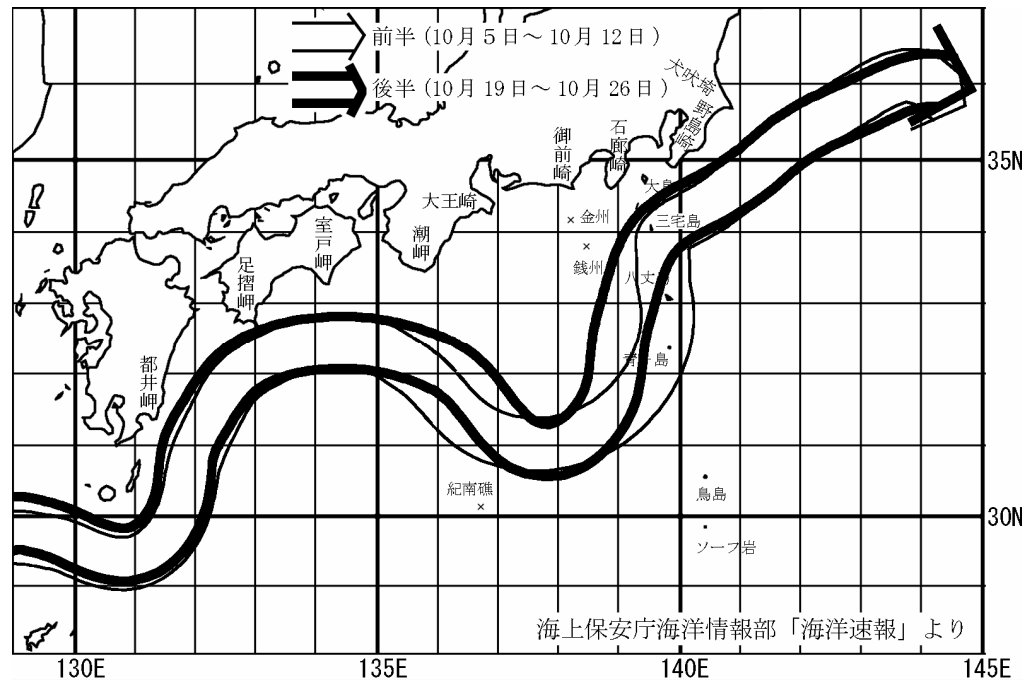 前半 (10月5日～10月12日)
後半 (10月19日～10月26日)
犬吠埼
野島崎
石廊崎
御前崎
35N
大島
大王崎
金州
三宅島
室戸岬
潮岬
足摺岬
銭州
八丈島
青ヶ島
都井岬
紀南礁
鳥島
30N
ソーフ岩
海上保安庁海洋情報部「海洋速報」より
130E
135E
140E
145E